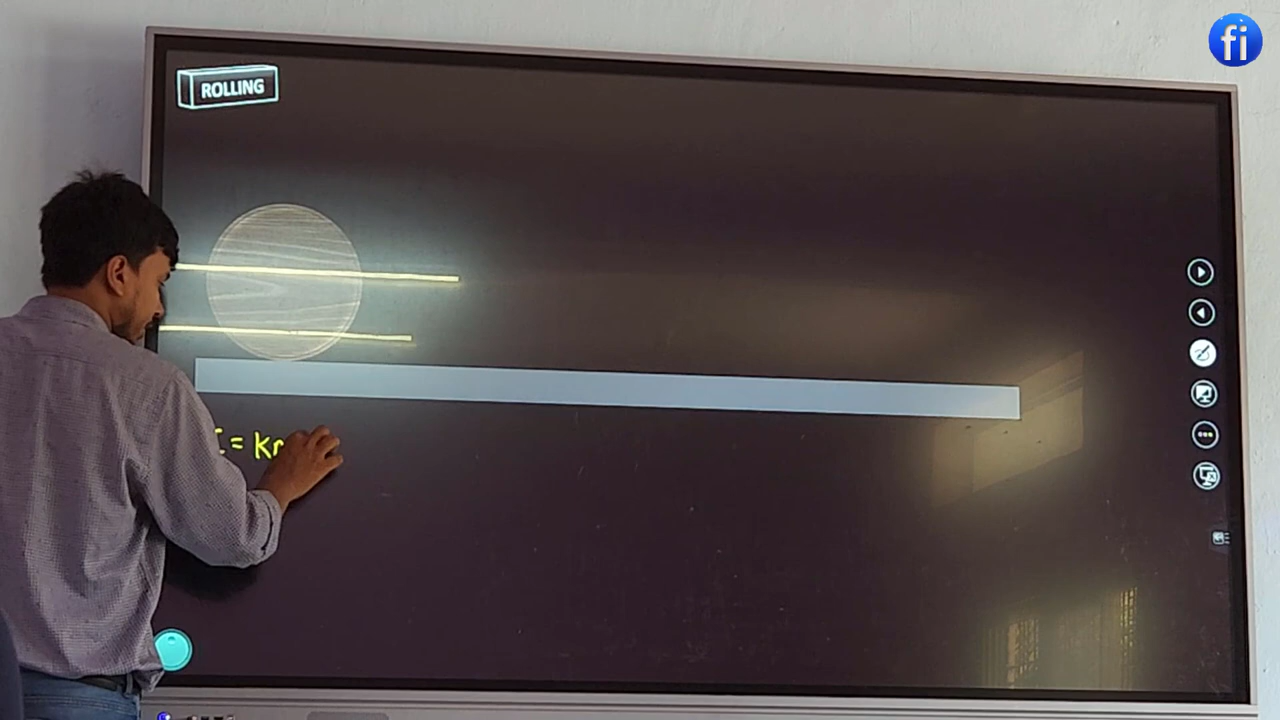 fi
ROLLING
= K